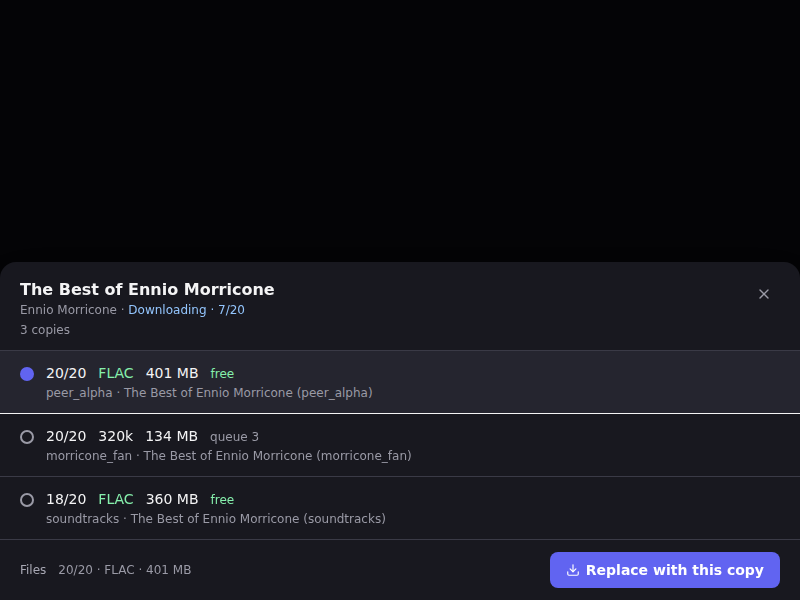 The Best of Ennio Morricone
Ennio Morricone · Downloading · 7/20
3 copies
20/20 FLAC 401 MB free
peer_alpha · The Best of Ennio Morricone (peer_alpha)
20/20 320k 134 MB queue 3
morricone_fan · The Best of Ennio Morricone (morricone_fan)
18/20 FLAC 360 MB free
soundtracks · The Best of Ennio Morricone (soundtracks)
Files 20/20 · FLAC · 401 MB
Replace with this copy